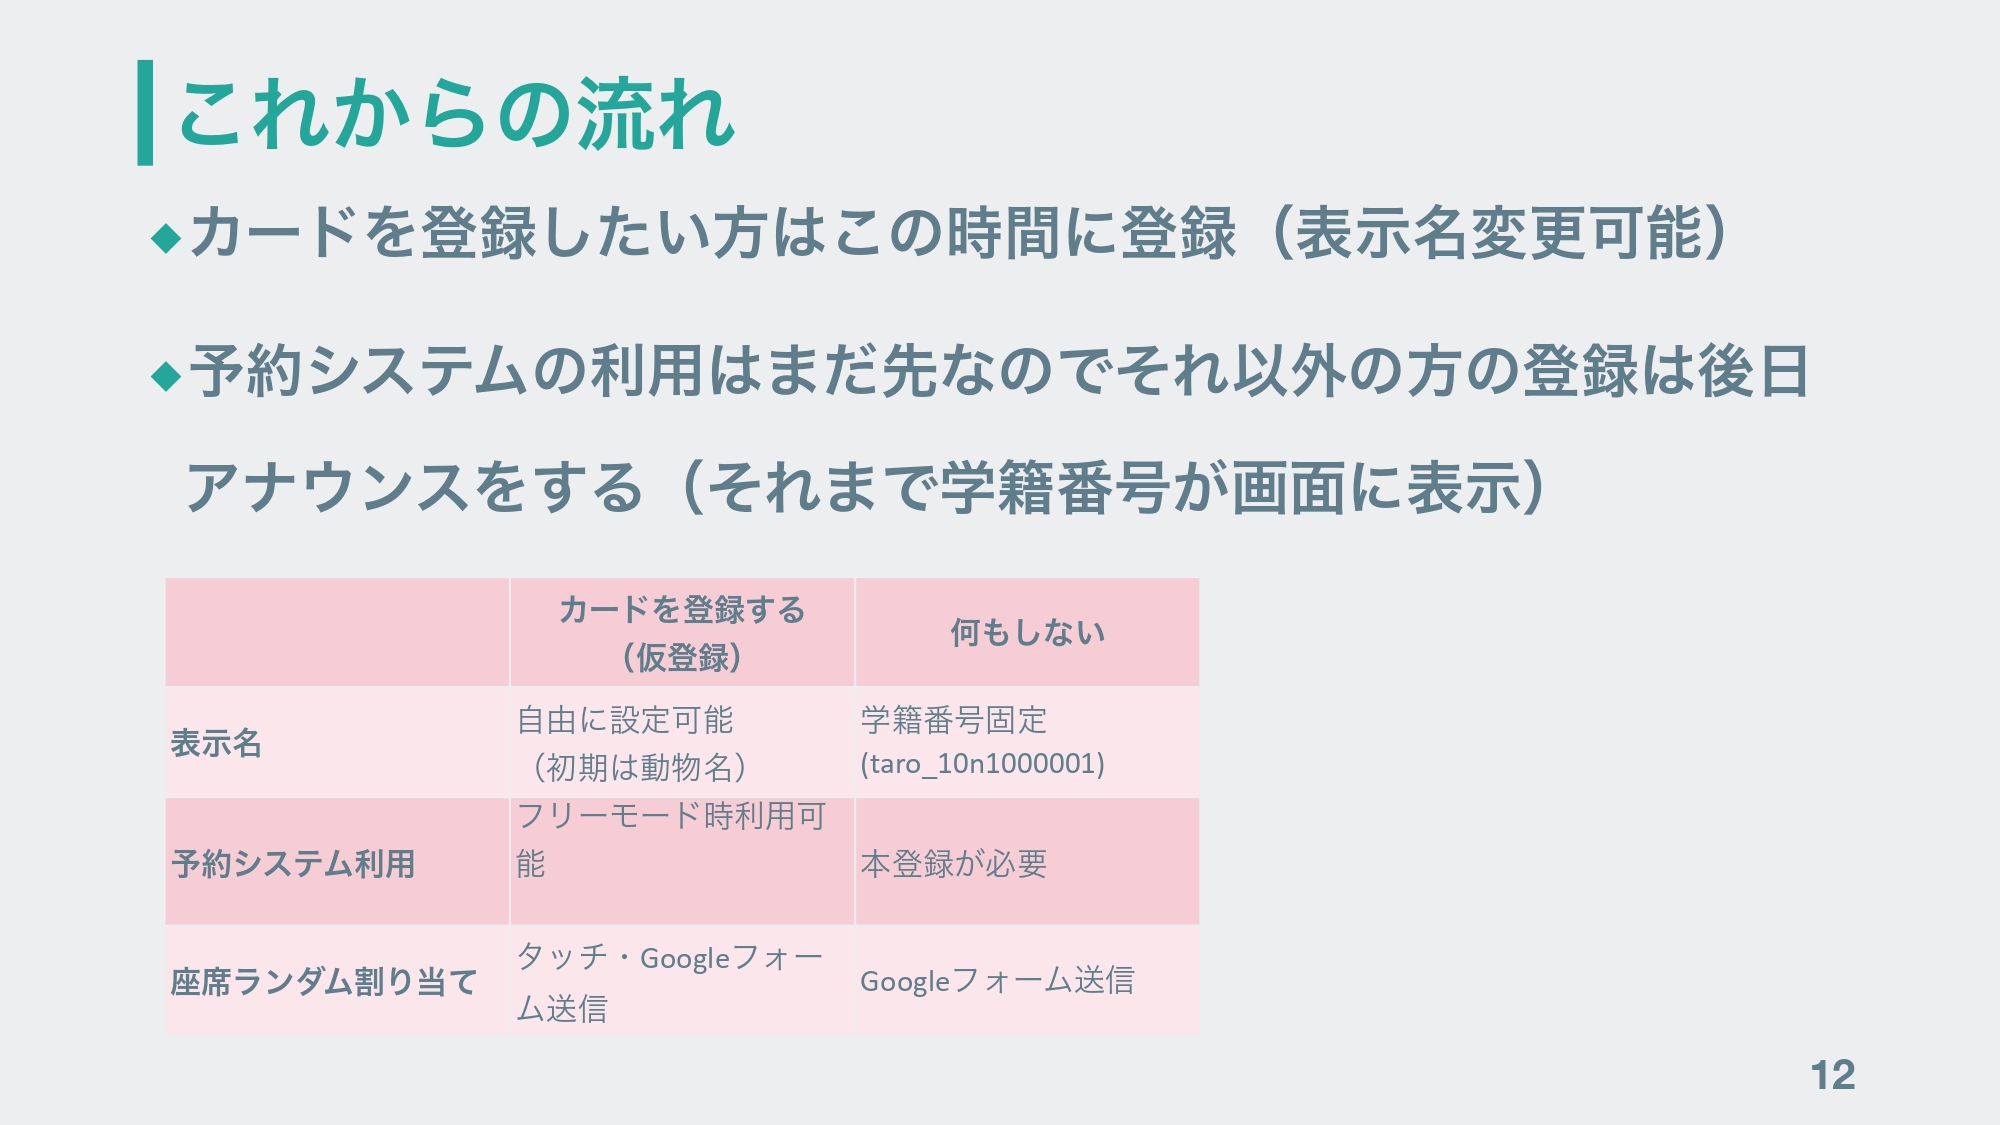 これからの流れ
◆カードを登録したい方はこの時間に登録（表示名変更可能）
◆予約システムの利用はまだ先なのでそれ以外の方の登録は後日
アナウンスをする（それまで学籍番号が画面に表示）
カードを登録する
（仮登録）
何もしない
表示名
自由に設定可能
（初期は動物名）
学籍番号固定
(taro_10n1000001)
予約システム利用
フリーモード時利用可
能
本登録が必要
座席ランダム割り当て
タッチ・Googleフォー
ム送信
Googleフォーム送信
12